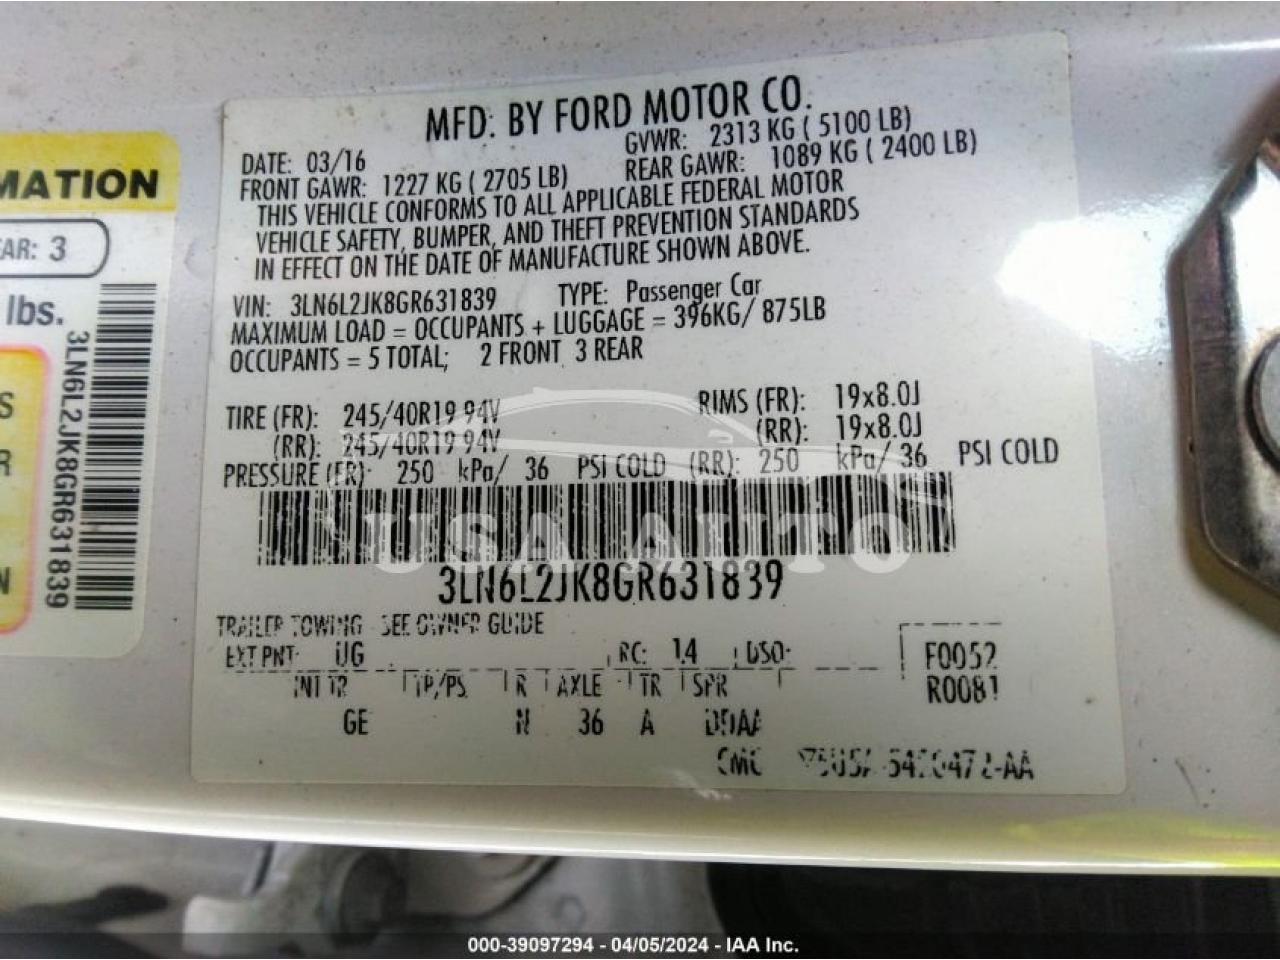 MATION
EAR: 3
lbs.
3LN6L2JK8GR631839
S
R
N
MFD. BY FORD MOTOR CO.
DATE: 03/16 GVWR: 2313 KG ( 5100 LB)
FRONT GAWR: 1227 KG ( 2705 LB) REAR GAWR: 1089 KG ( 2400 LB)
THIS VEHICLE CONFORMS TO ALL APPLICABLE FEDERAL MOTOR
VEHICLE SAFETY, BUMPER, AND THEFT PREVENTION STANDARDS
IN EFFECT ON THE DATE OF MANUFACTURE SHOWN ABOVE.
VIN: 3LN6L2JK8GR631839 TYPE: Passenger Car
MAXIMUM LOAD = OCCUPANTS + LUGGAGE = 396KG/ 875LB
OCCUPANTS = 5 TOTAL; 2 FRONT, 3 REAR
TIRE (FR): 245/40R19 94V RIMS (FR): 19x8.0J
(RR): 245/40R19 94V (RR): 19x8.0J
PRESSURE (FR): 250 kPa/ 36 PSI COLD (RR): 250 kPa/ 36 PSI COLD
USA AUTO
3LN6L2JK8GR631839
TRAILER TOWING - SEE OWNER GUIDE
EXT PNT: UG RC: 14 DSO: F0052
INT TR TP/PS R AXLE TR SPR R0081
GE N 36 A DDAA
000-39097294 - 04/05/2024 - IAA Inc.